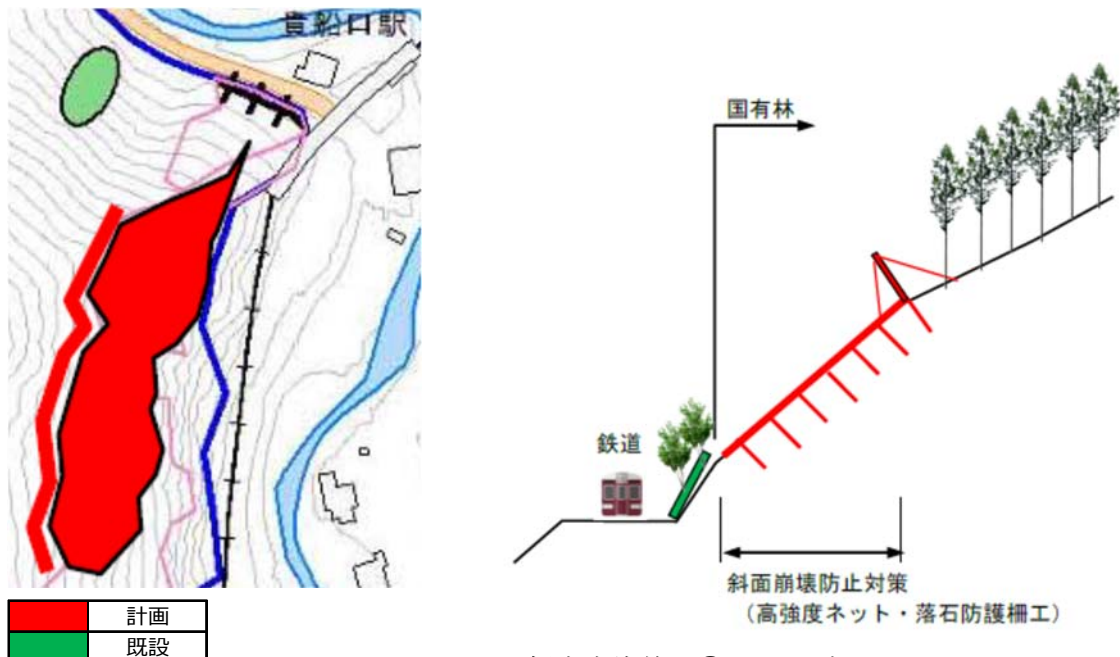 貴船口駅
国有林
鉄道
斜面崩壊防止対策
（高強度ネット・落石防護柵工）
計画
既設